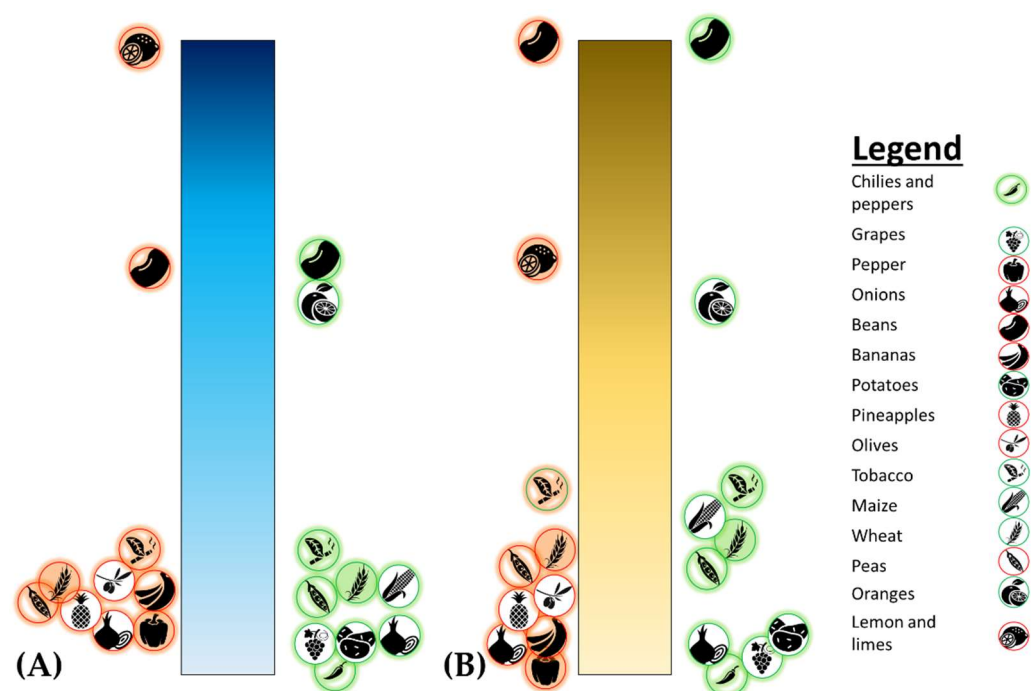 Legend
Chilies and
peppers
Grapes
Pepper
Onions
Beans
Bananas
Potatoes
Pineapples
Olives
Tobacco
Maize
Wheat
Peas
Oranges
Lemon and
limes
(A)
(B)